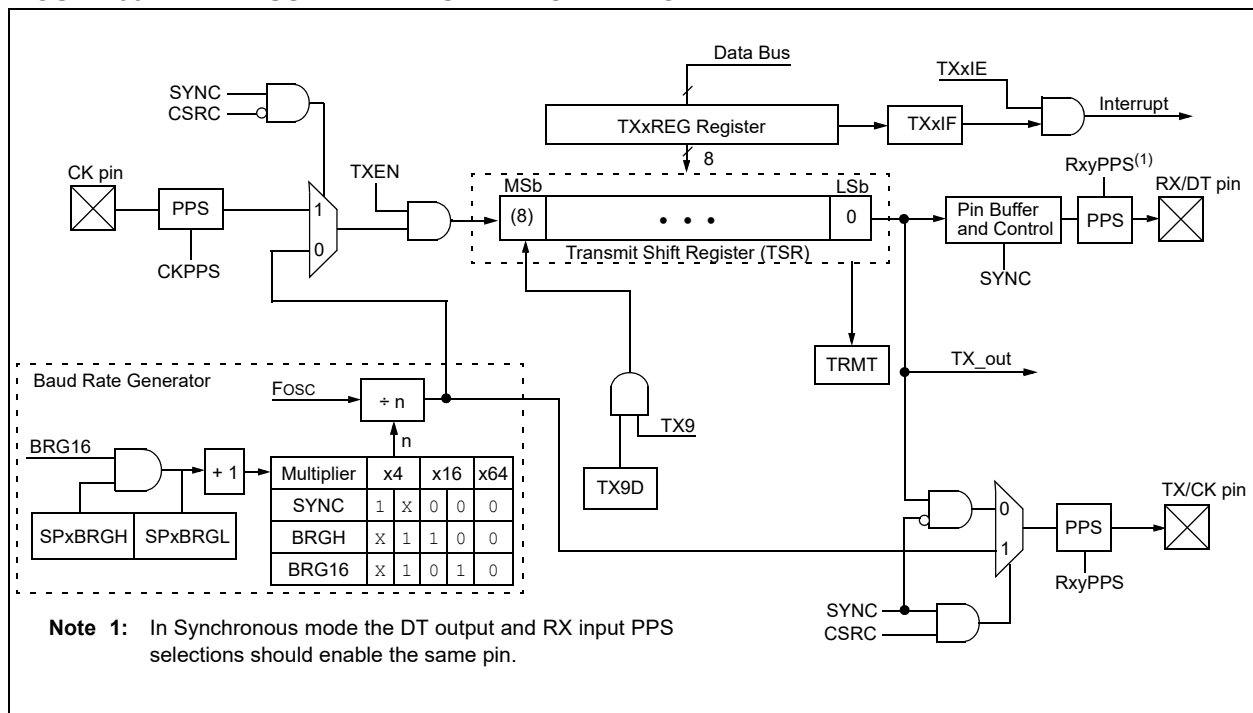 Data Bus
TXxIE
Interrupt
SYNC
CSRC
TXxREG Register
TXxIF
8
CK pin
TXEN
MSb
LSb
RxyPPS(1)
RX/DT pin
PPS
1
(8)
• • •
0
Pin Buffer
and Control
PPS
0
Transmit Shift Register (TSR)
CKPPS
SYNC
TRMT
TX_out
Baud Rate Generator
FOSC
÷ n
n
TX9
BRG16
+ 1
Multiplier x4 x16 x64
TX9D
SYNC 1 X 0 0 0
SPxBRGH SPxBRGL
BRGH X 1 1 0 0
BRG16 X 1 0 1 0
TX/CK pin
0
PPS
1
RxyPPS
SYNC
CSRC
Note 1: In Synchronous mode the DT output and RX input PPS
selections should enable the same pin.